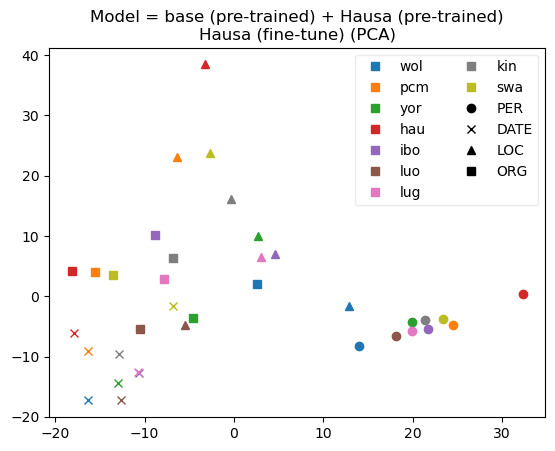 Model = base (pre-trained) + Hausa (pre-trained)
Hausa (fine-tune) (PCA)
40
30
20
10
0
−10
−20
−20
−10
0
10
20
30
wol
pcm
yor
hau
ibo
luo
lug
kin
swa
PER
DATE
LOC
ORG